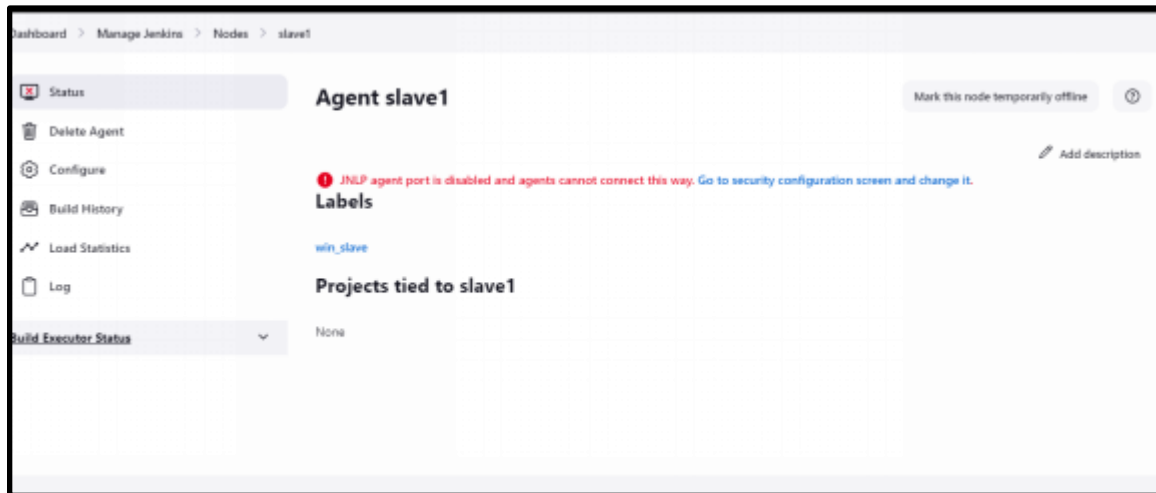 Dashboard > Manage Jenkins > Nodes > slave1
Status
Delete Agent
Configure
Build History
Load Statistics
Log
Build Executor Status
Agent slave1
Mark this node temporarily offline
Add description
JNLP agent port is disabled and agents cannot connect this way. Go to security configuration screen and change it.
Labels
win_slave
Projects tied to slave1
None